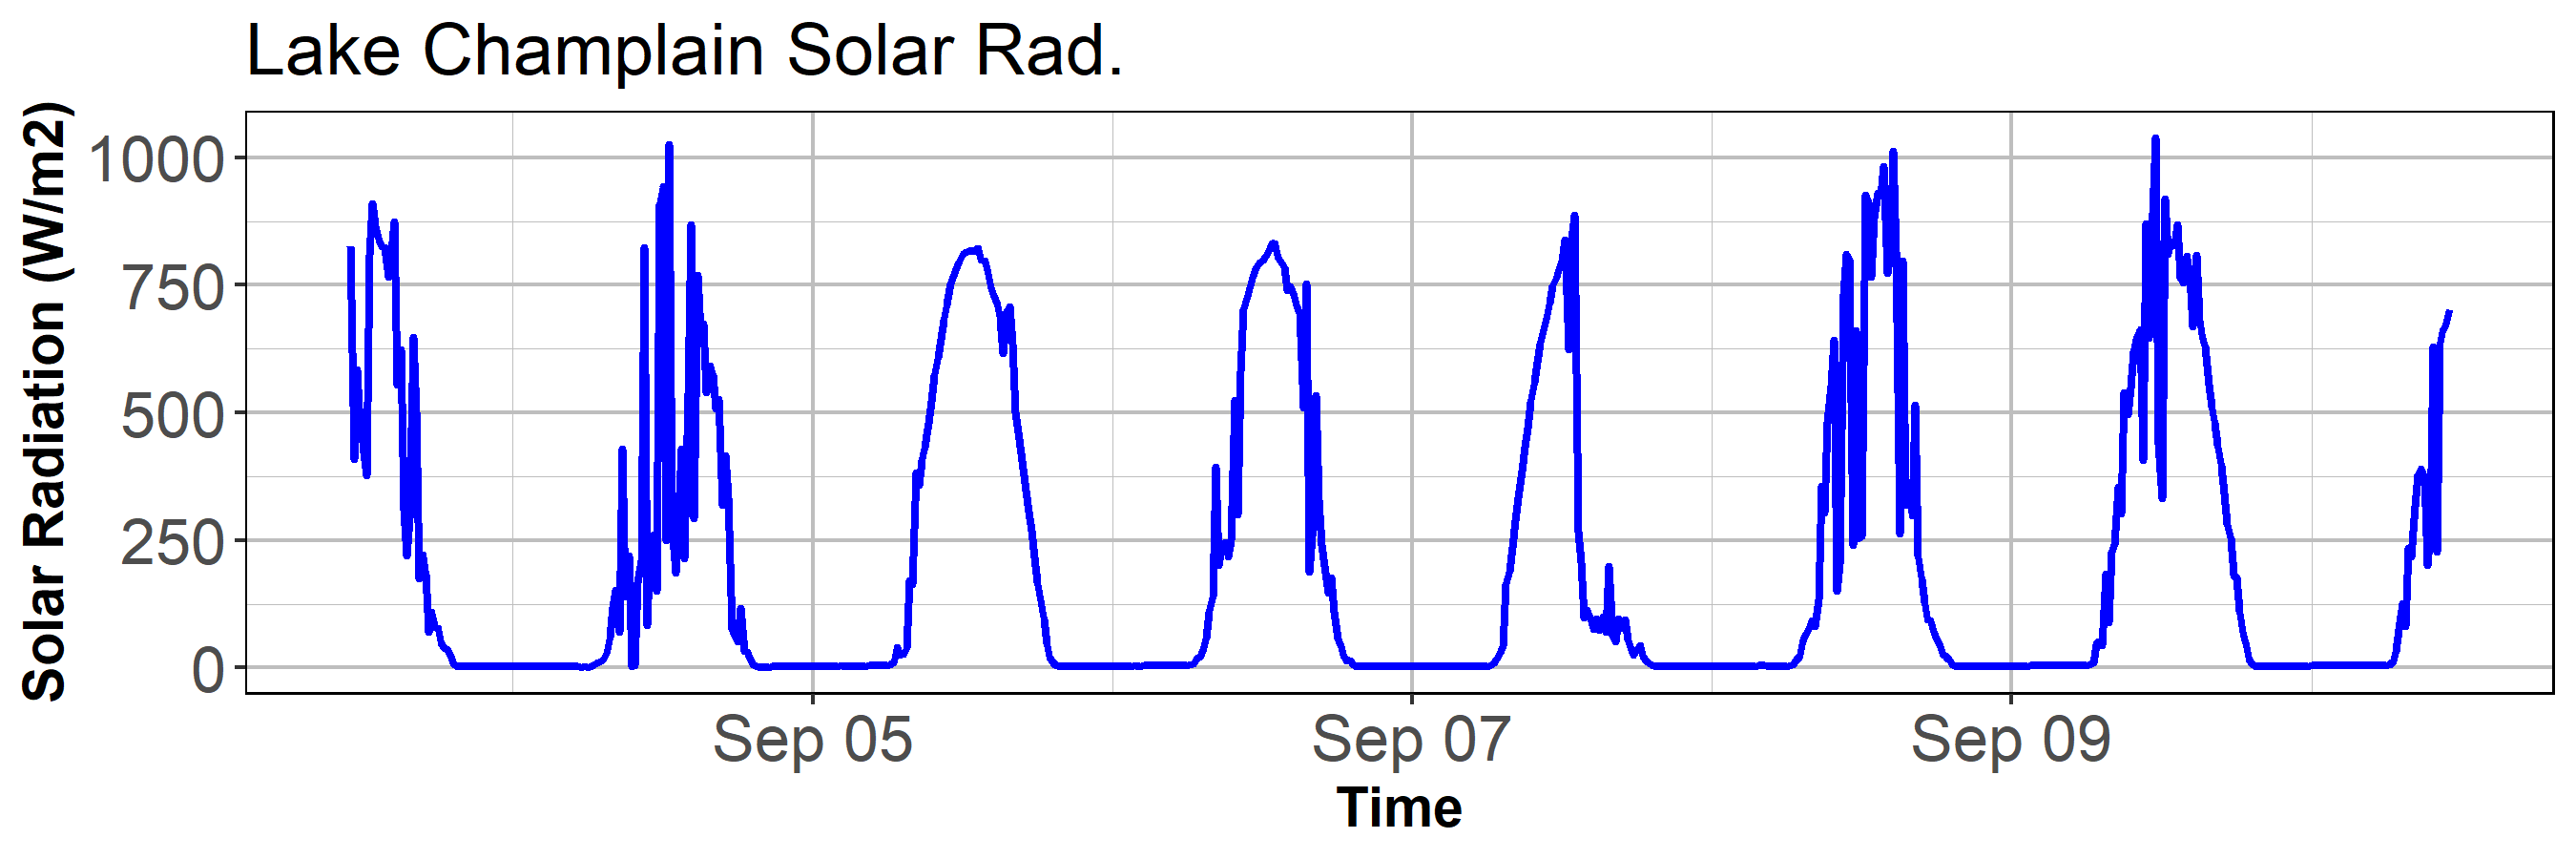 Lake Champlain Solar Rad.
Solar Radiation (W/m2)
1000
750
500
250
0
Sep 05
Sep 07
Sep 09
Time